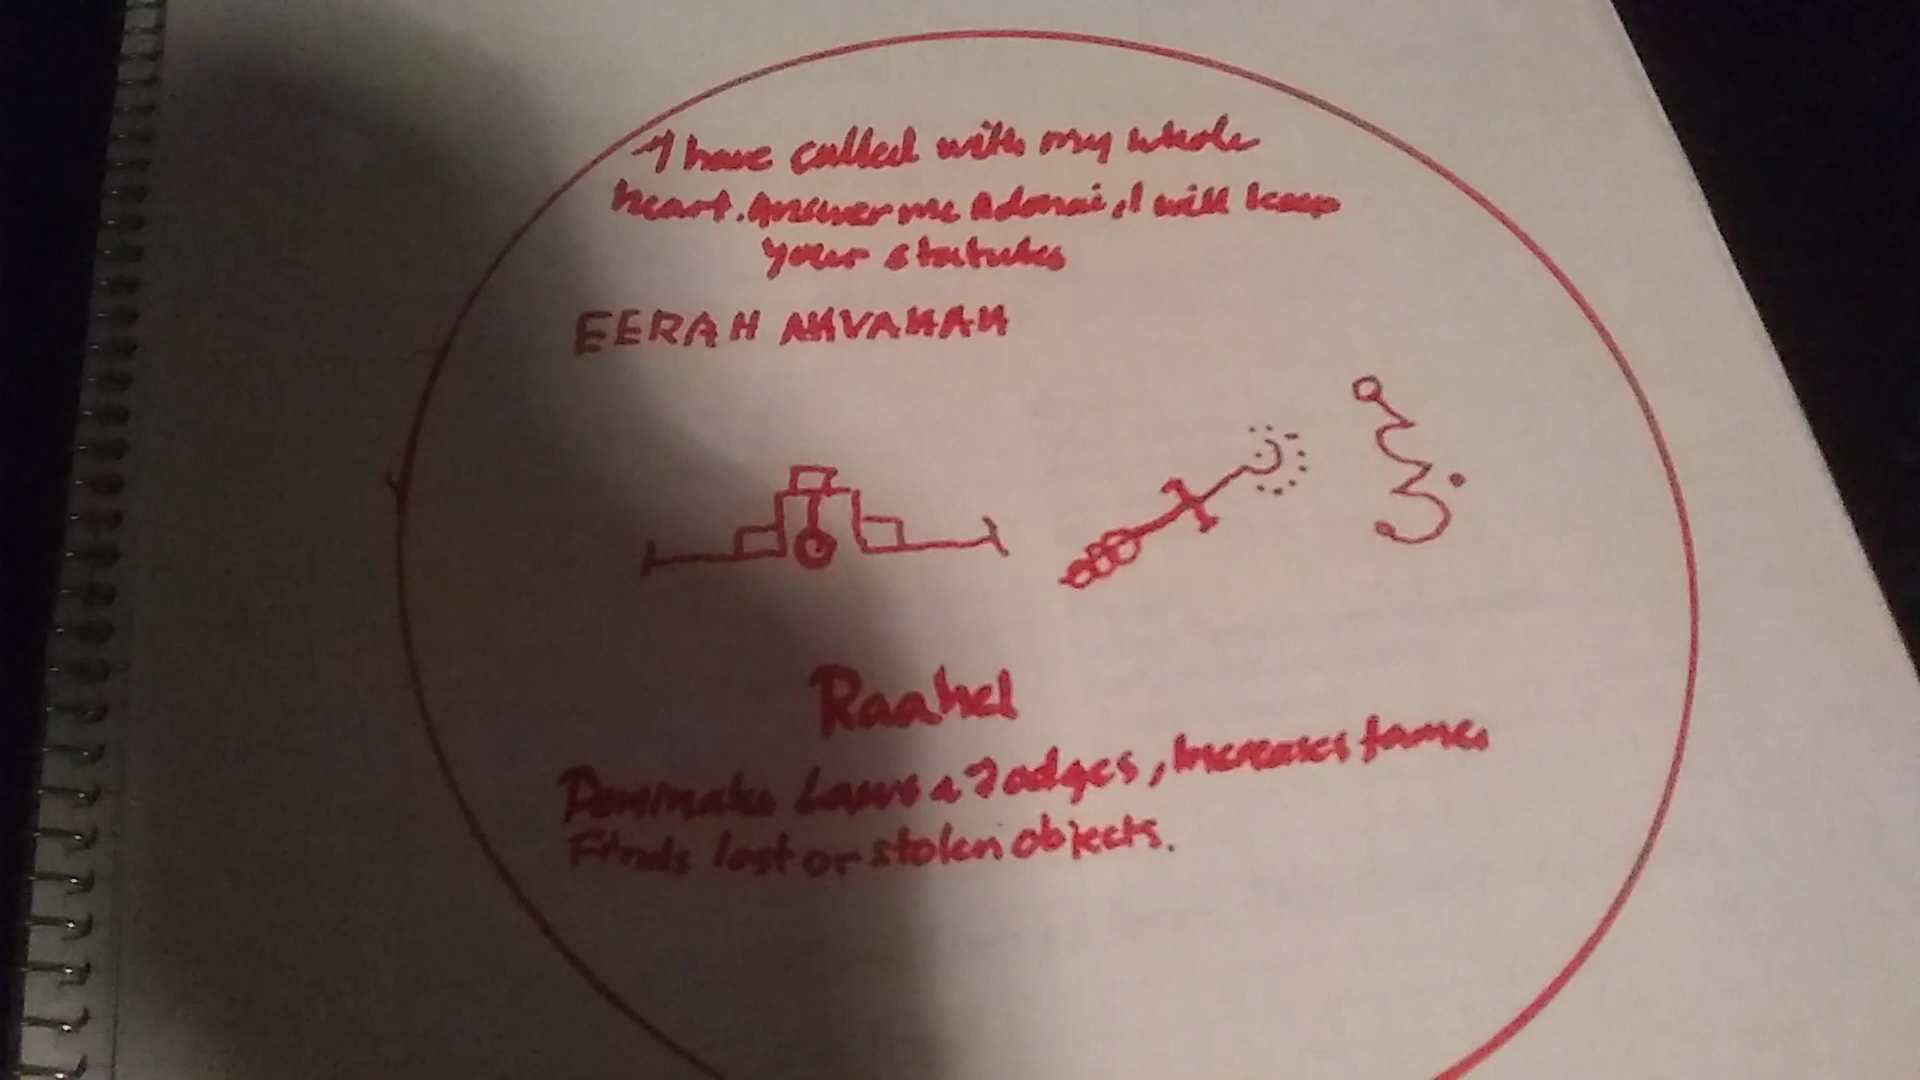 I have called with my whole
heart. Answer me Adonai, I will keep
your statutes
EERAH AHVAHAH
Raahel
Dominates Laws & Judges, Increases fame,
Finds lost or stolen objects.